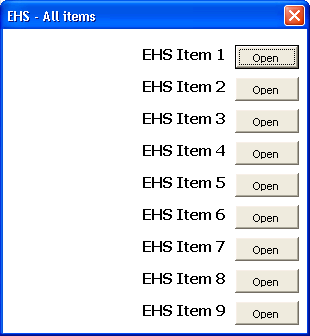 EHS - All items
EHS Item 1 Open
EHS Item 2 Open
EHS Item 3 Open
EHS Item 4 Open
EHS Item 5 Open
EHS Item 6 Open
EHS Item 7 Open
EHS Item 8 Open
EHS Item 9 Open